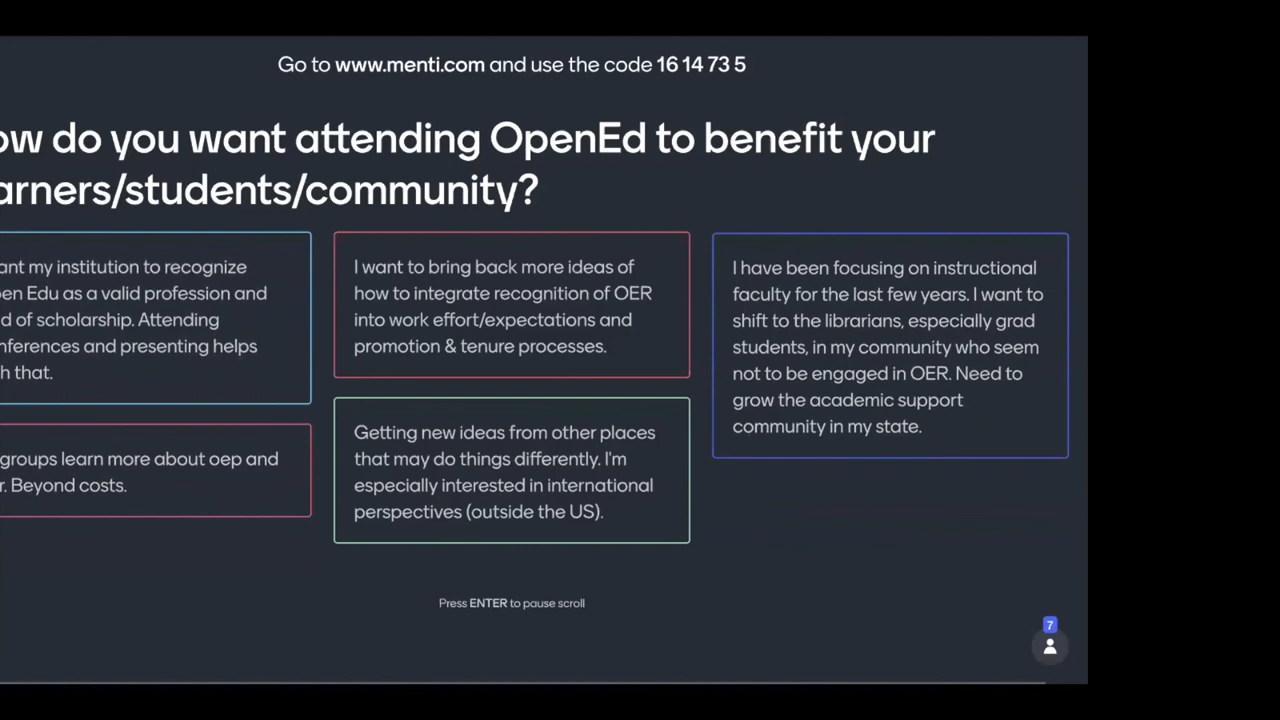 Go to www.menti.com and use the code 16 14 73 5
ow do you want attending OpenEd to benefit your
arners/students/community?
ant my institution to recognize
en Edu as a valid profession and
d of scholarship. Attending
nferences and presenting helps
h that.
groups learn more about oep and
r. Beyond costs.
I want to bring back more ideas of
how to integrate recognition of OER
into work effort/expectations and
promotion & tenure processes.
Getting new ideas from other places
that may do things differently. I'm
especially interested in international
perspectives (outside the US).
I have been focusing on instructional
faculty for the last few years. I want to
shift to the librarians, especially grad
students, in my community who seem
not to be engaged in OER. Need to
grow the academic support
community in my state.
Press ENTER to pause scroll
7